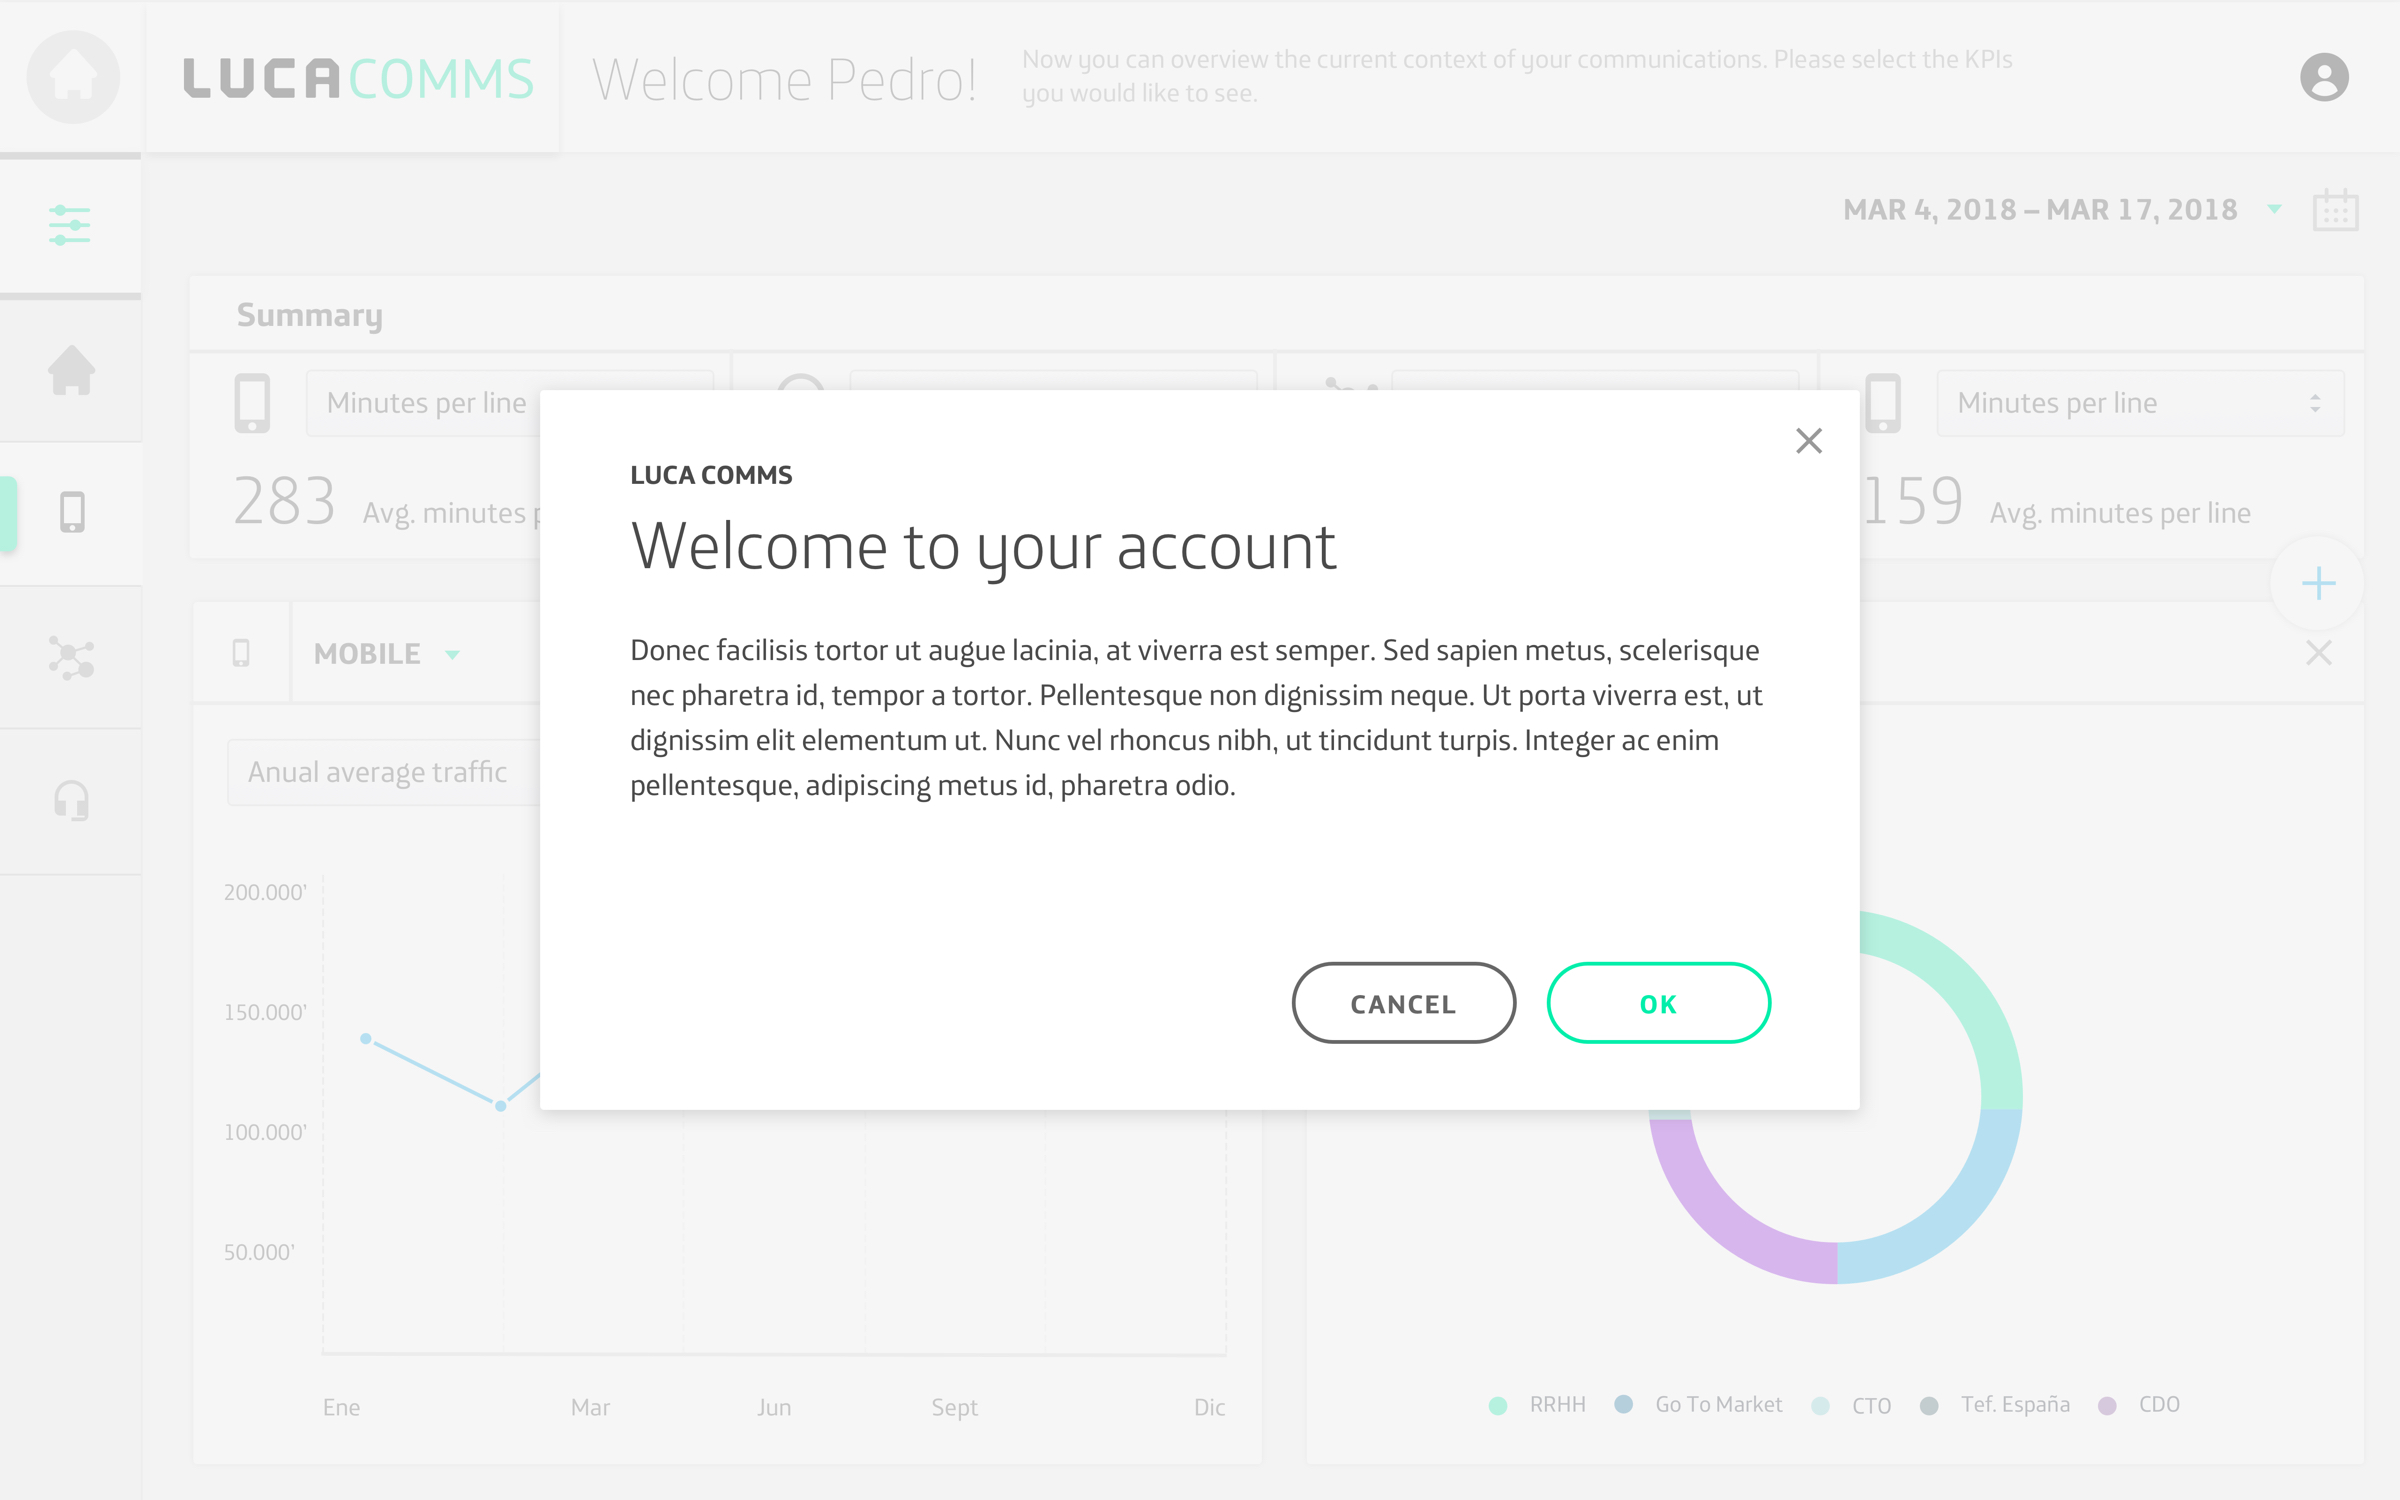 LUCACOMMS
Welcome Pedro!
Now you can overview the current context of your communications. Please select the KPIs
you would like to see.
MAR 4, 2018 – MAR 17, 2018
Summary
Minutes per line
Minutes per line
283 Avg. minutes
159 Avg. minutes per line
LUCA COMMS
Welcome to your account
Donec facilisis tortor ut augue lacinia, at viverra est semper. Sed sapien metus, scelerisque
nec pharetra id, tempor a tortor. Pellentesque non dignissim neque. Ut porta viverra est, ut
dignissim elit elementum ut. Nunc vel rhoncus nibh, ut tincidunt turpis. Integer ac enim
pellentesque, adipiscing metus id, pharetra odio.
CANCEL
OK
MOBILE
Anual average traffic
200.000’
150.000’
100.000’
50.000’
Ene Mar Jun Sept Dic
RRHH Go To Market CTO Tef. España CDO